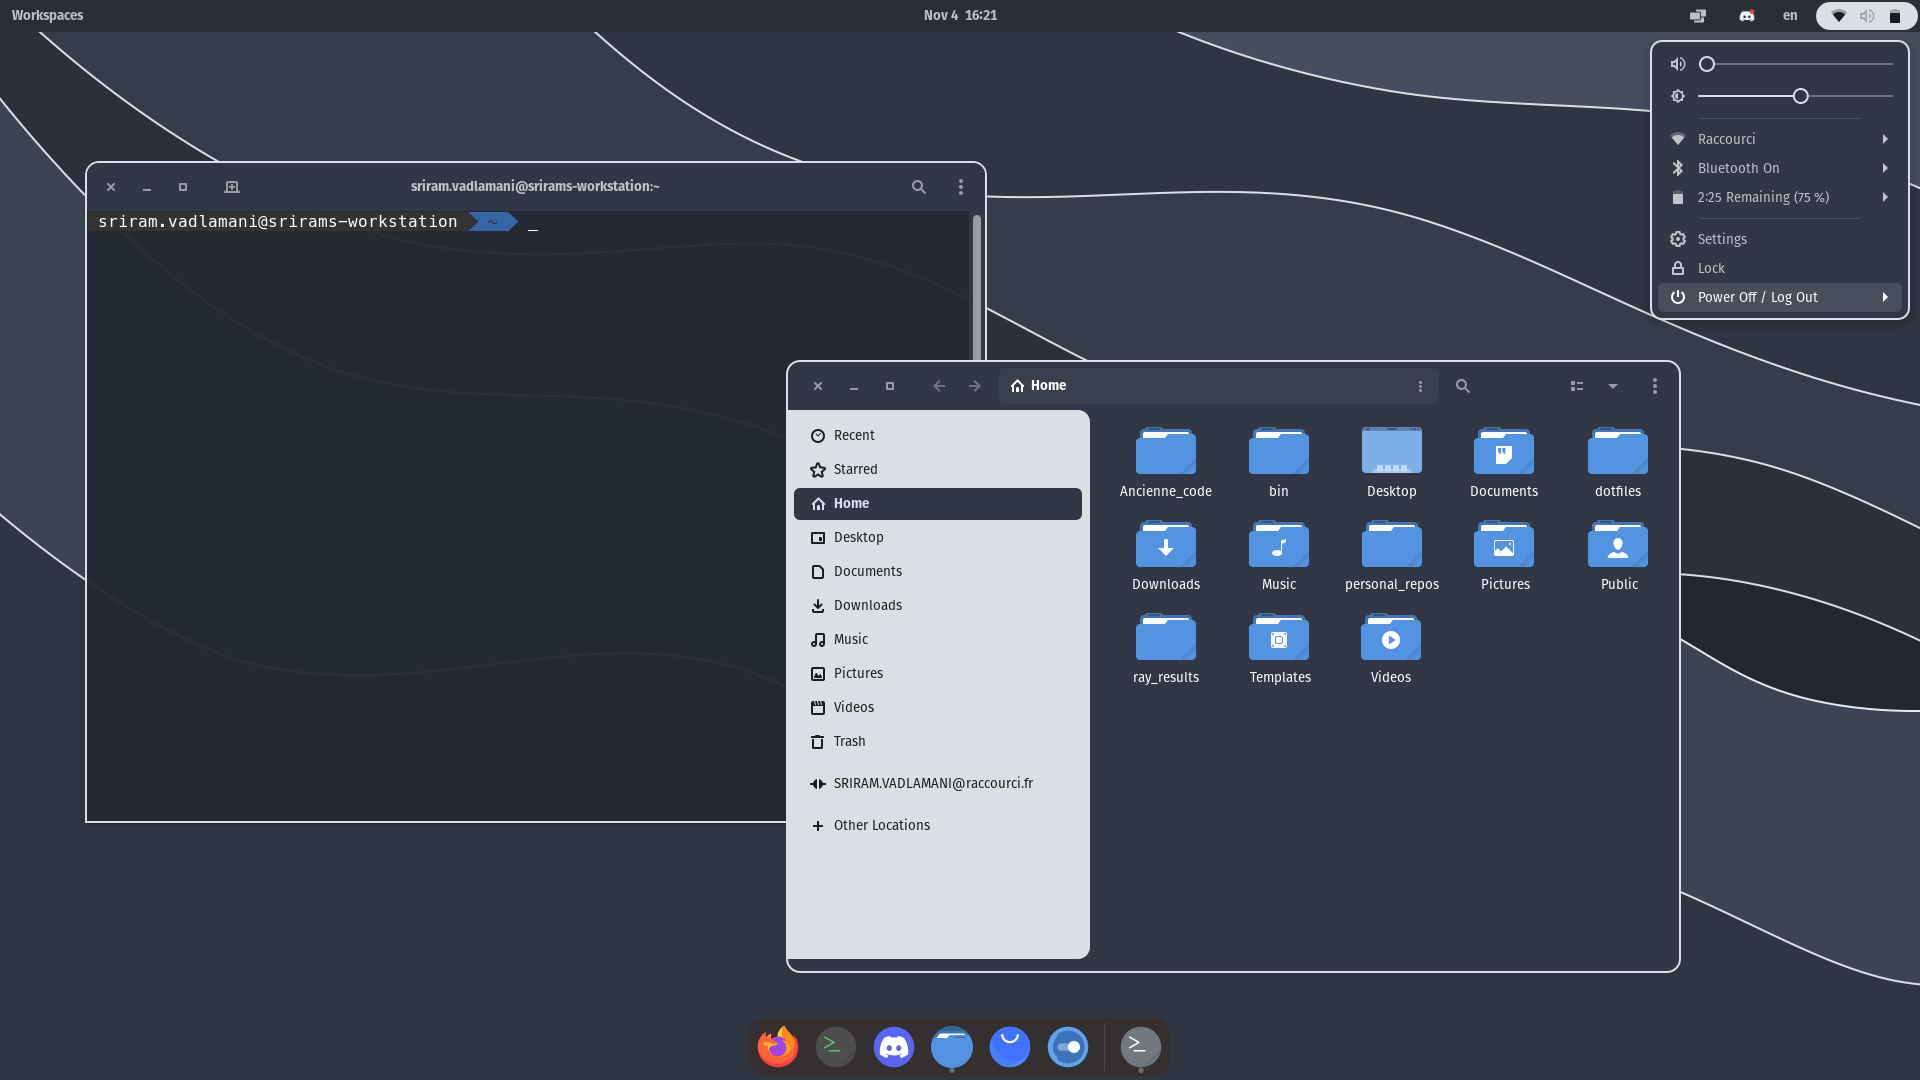 Workspaces
Nov 4 16:21
en
Raccourci
Bluetooth On
2:25 Remaining (75 %)
Settings
Lock
Power Off / Log Out
sriram.vadlamani@srirams-workstation:~
sriram.vadlamani@srirams-workstation ~ _
Home
Recent
Starred
Home
Desktop
Documents
Downloads
Music
Pictures
Videos
Trash
SRIRAM.VADLAMANI@raccourci.fr
Other Locations
Ancienne_code bin Desktop Documents dotfiles
Downloads Music personal_repos Pictures Public
ray_results Templates Videos